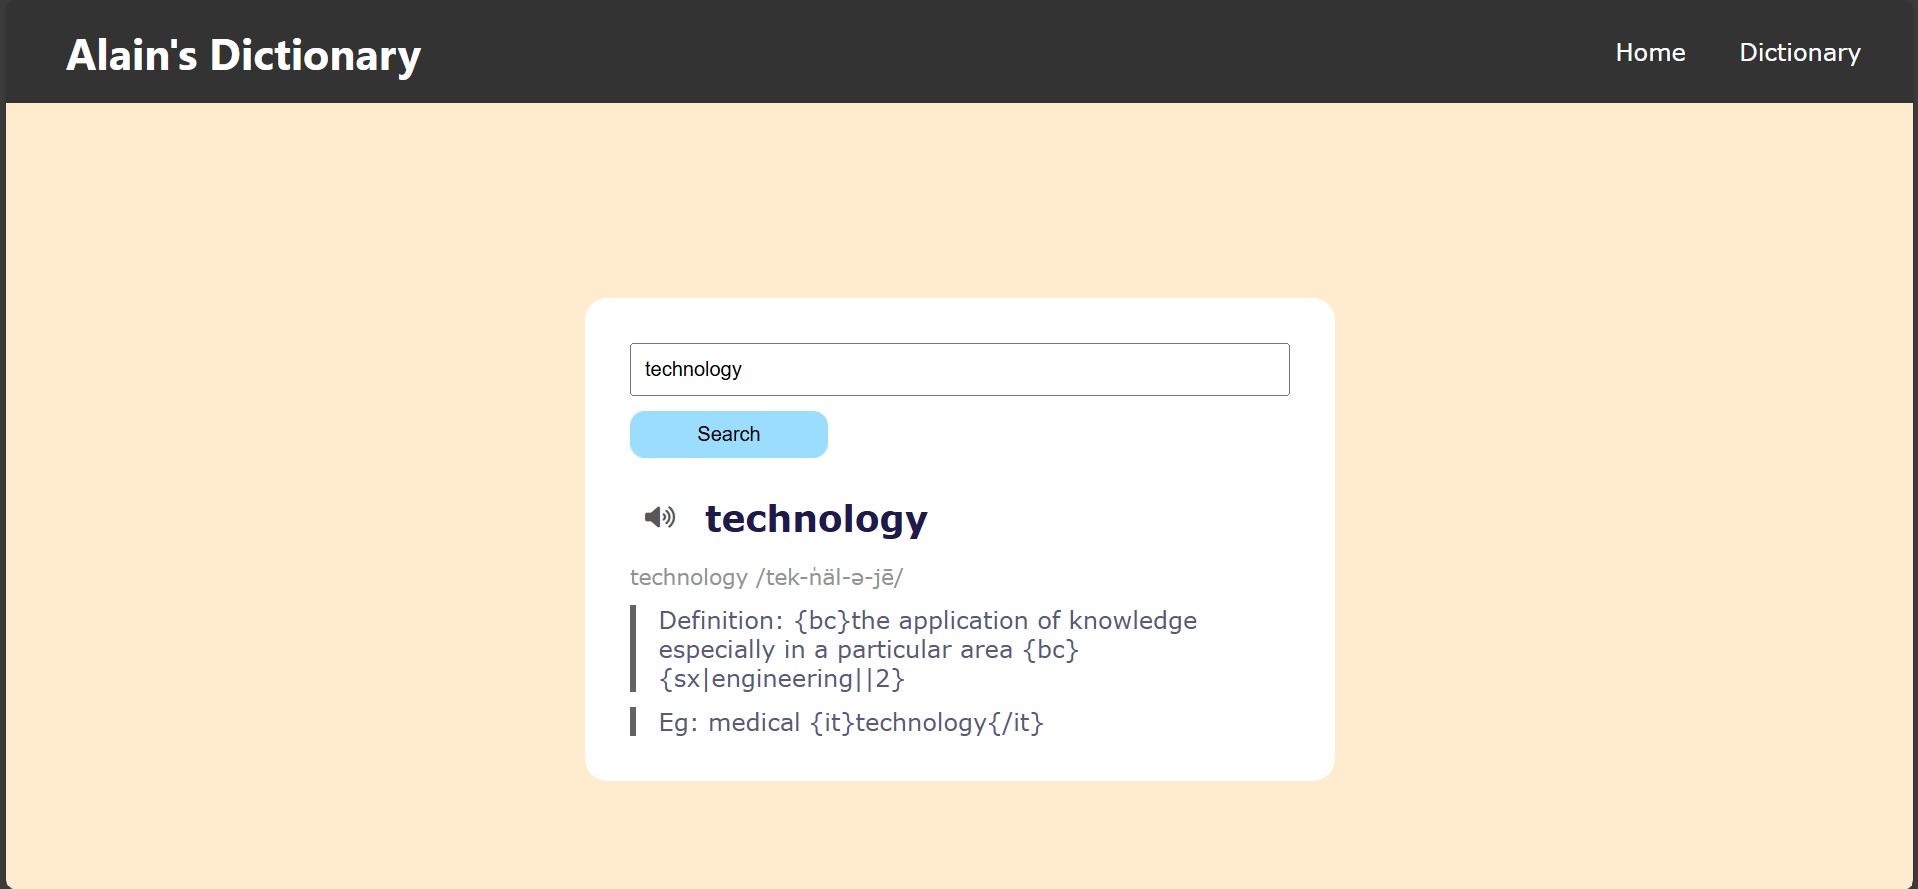 Alain's Dictionary
Home
Dictionary
technology
Search
technology
technology /tek-ˈnäl-ə-jē/
Definition: {bc}the application of knowledge
especially in a particular area {bc}
{sx|engineering||2}
Eg: medical {it}technology{/it}